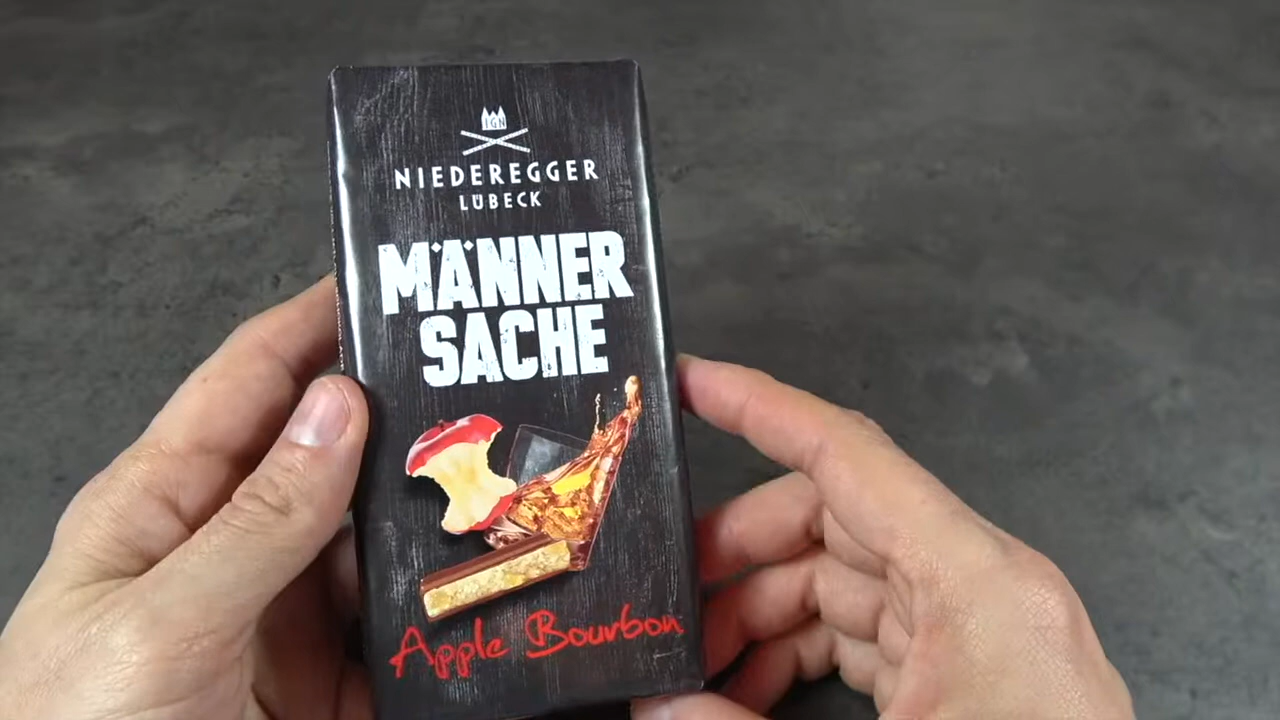 IGN
NIEDEREGGER
LÜBECK
MÄNNER
SACHE
Apple Bourbon